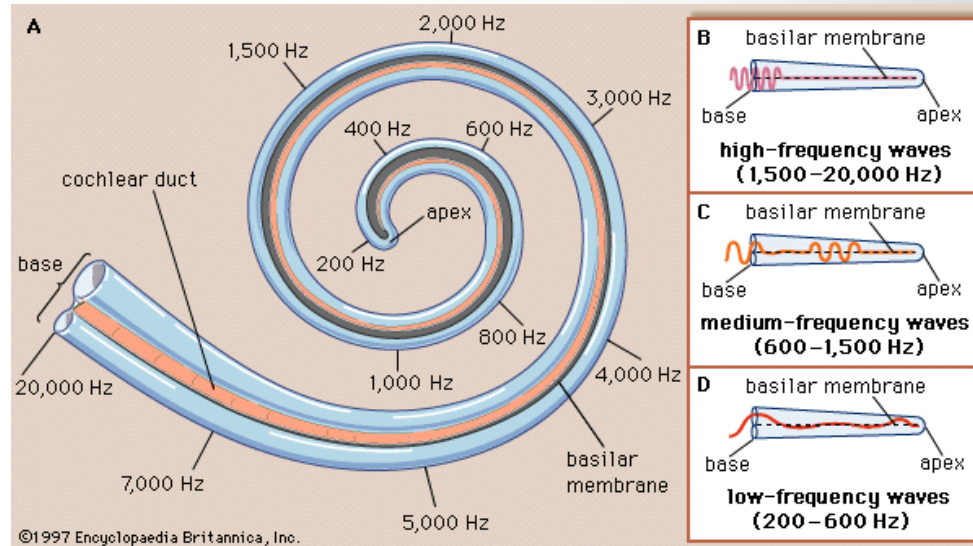 A
2,000 Hz
1,500 Hz
3,000 Hz
400 Hz
600 Hz
cochlear duct
apex
200 Hz
base
800 Hz
20,000 Hz
1,000 Hz
4,000 Hz
7,000 Hz
basilar
membrane
5,000 Hz
©1997 Encyclopaedia Britannica, Inc.
B
basilar membrane
base
apex
high-frequency waves
(1,500–20,000 Hz)
C
basilar membrane
base
apex
medium-frequency waves
(600–1,500 Hz)
D
basilar membrane
base
apex
low-frequency waves
(200–600 Hz)